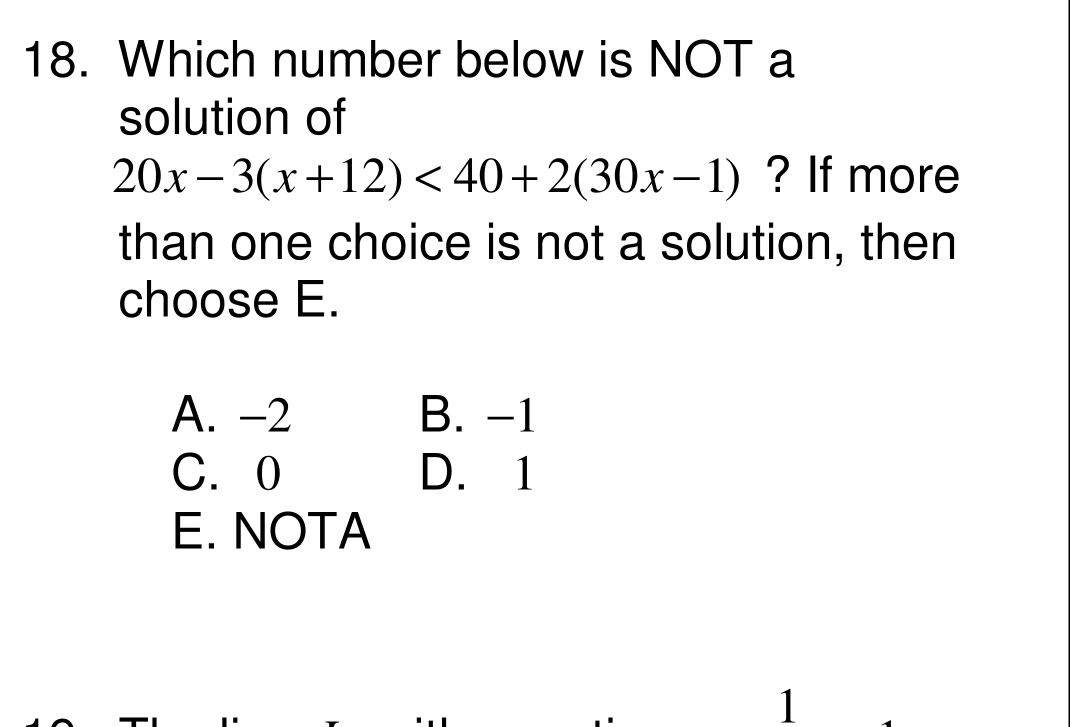 18. Which number below is NOT a
solution of
20x − 3(x + 12) < 40 + 2(30x − 1) ? If more
than one choice is not a solution, then
choose E.
A. −2 B. −1
C. 0 D. 1
E. NOTA
1